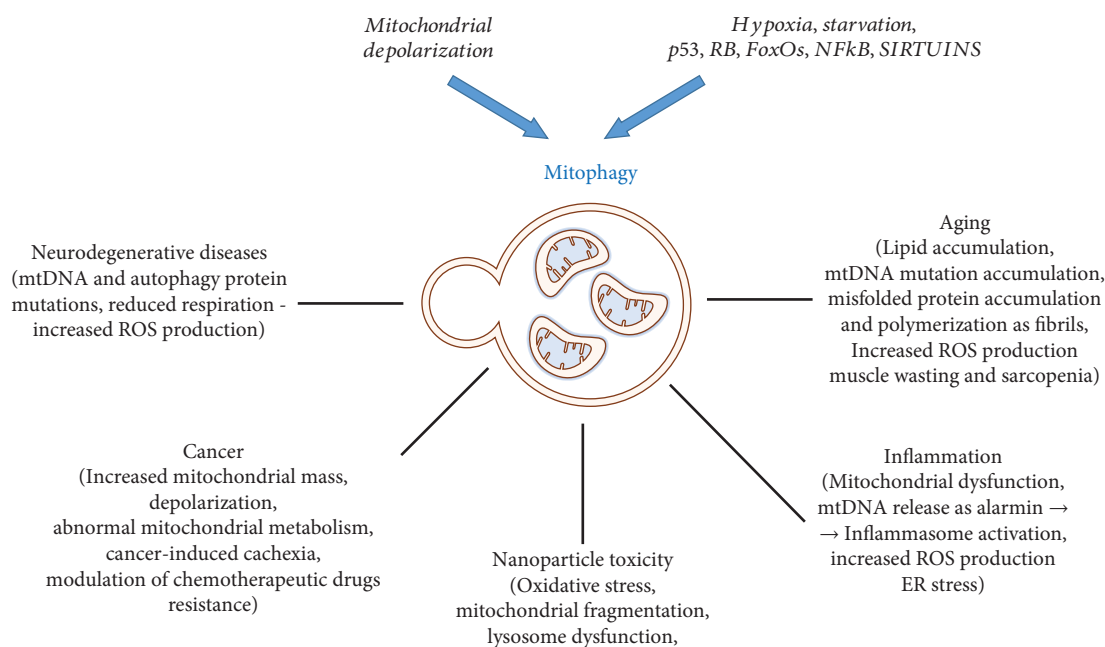 Mitochondrial
depolarization
Hypoxia, starvation,
p53, RB, FoxOs, NFkB, SIRTUINS
Mitophagy
Neurodegenerative diseases
(mtDNA and autophagy protein
mutations, reduced respiration -
increased ROS production)
Aging
(Lipid accumulation,
mtDNA mutation accumulation,
misfolded protein accumulation
and polymerization as fibrils,
Increased ROS production
muscle wasting and sarcopenia)
Cancer
(Increased mitochondrial mass,
depolarization,
abnormal mitochondrial metabolism,
cancer-induced cachexia,
modulation of chemotherapeutic drugs
resistance)
Nanoparticle toxicity
(Oxidative stress,
mitochondrial fragmentation,
lysosome dysfunction,
Inflammation
(Mitochondrial dysfunction,
mtDNA release as alarmin →
→ Inflammasome activation,
increased ROS production
ER stress)